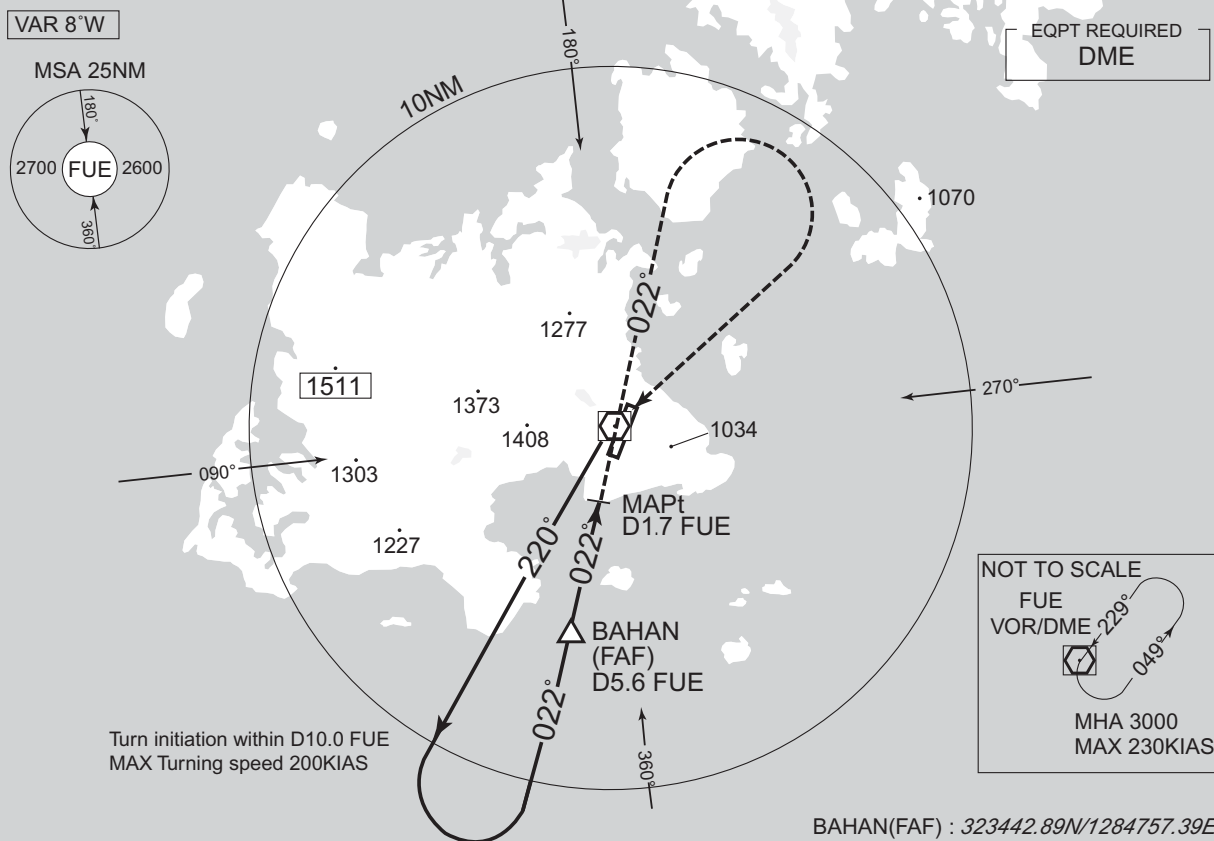 VAR 8°W
MSA 25NM
180°
2700
FUE
2600
360°
EQPT REQUIRED
DME
180°
10NM
1070
022°
1277
1511
1373
1408
1034
270°
090°
1303
MAPt
D1.7 FUE
1227
220°
022°
BAHAN
(FAF)
D5.6 FUE
022°
360°
Turn initiation within D10.0 FUE
MAX Turning speed 200KIAS
NOT TO SCALE
FUE
VOR/DME
229°
049°
MHA 3000
MAX 230KIAS
BAHAN(FAF) : 323442.89N/1284757.39E